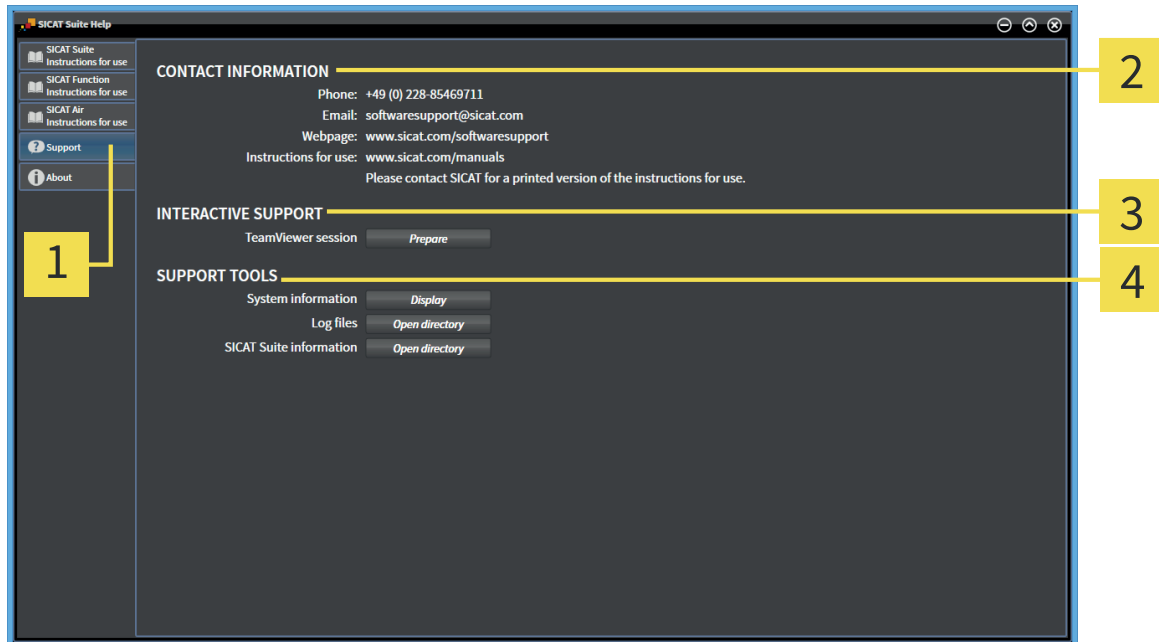 SICAT Suite Help
SICAT Suite
Instructions for use
SICAT Function
Instructions for use
SICAT Air
Instructions for use
Support
About
CONTACT INFORMATION
Phone: +49 (0) 228-85469711
Email: softwaresupport@sicat.com
Webpage: www.sicat.com/softwaresupport
Instructions for use: www.sicat.com/manuals
Please contact SICAT for a printed version of the instructions for use.
INTERACTIVE SUPPORT
TeamViewer session Prepare
SUPPORT TOOLS
System information Display
Log files Open directory
SICAT Suite information Open directory
1
2
3
4